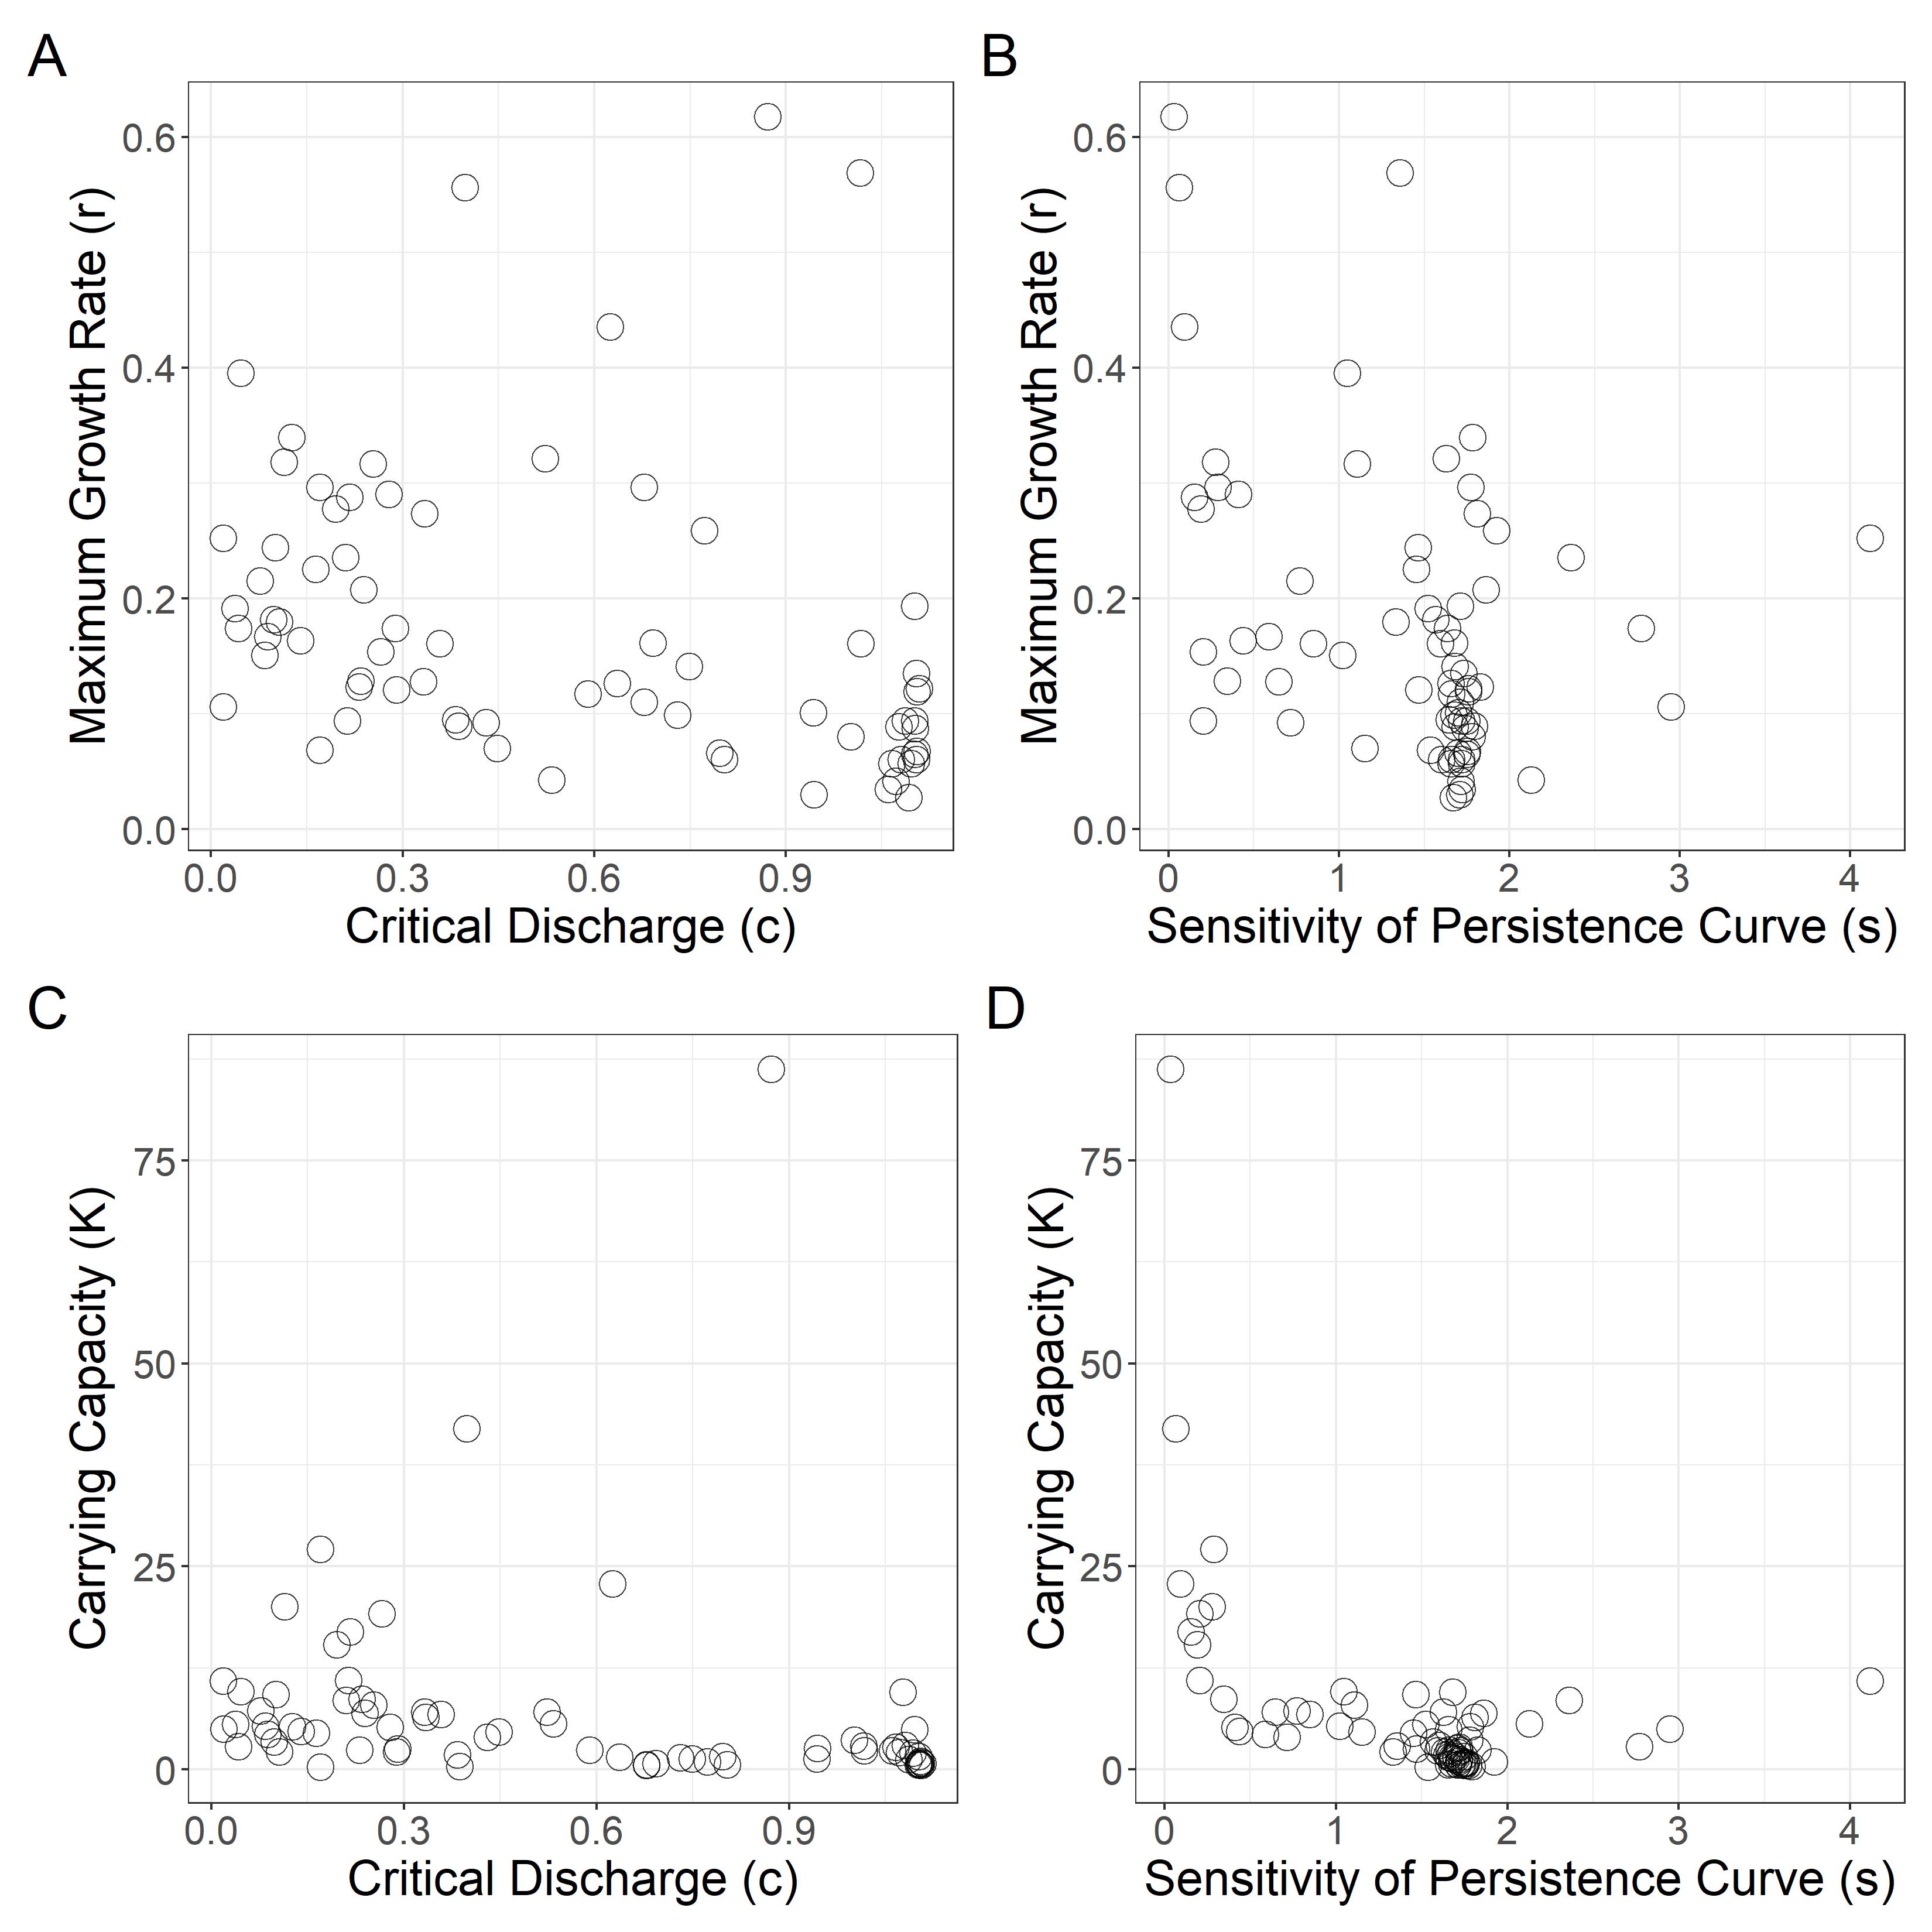 A
Maximum Growth Rate (r)
0.6
0.4
0.2
0.0
0.0 0.3 0.6 0.9
Critical Discharge (c)
B
Maximum Growth Rate (r)
0.6
0.4
0.2
0.0
0 1 2 3 4
Sensitivity of Persistence Curve (s)
C
Carrying Capacity (K)
75
50
25
0
0.0 0.3 0.6 0.9
Critical Discharge (c)
D
Carrying Capacity (K)
75
50
25
0
0 1 2 3 4
Sensitivity of Persistence Curve (s)